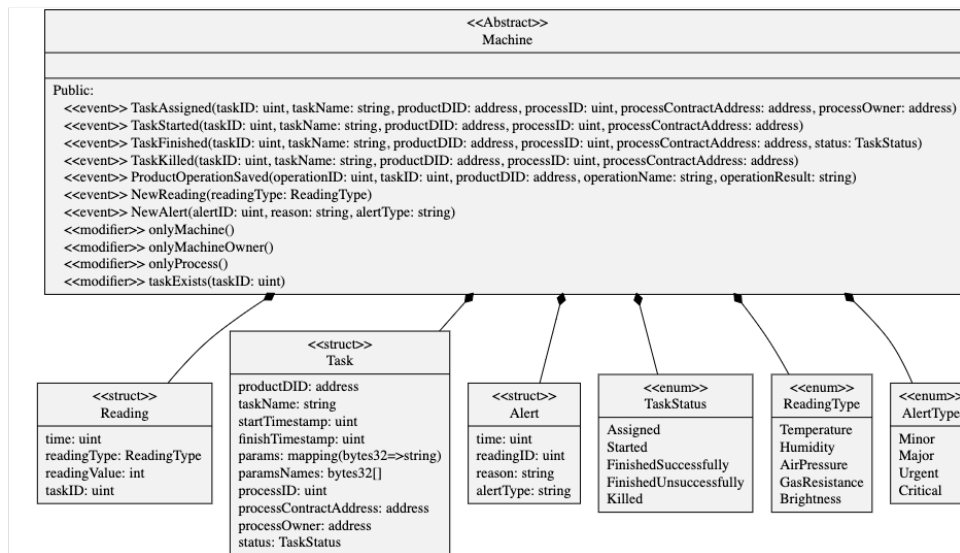 <<Abstract>>
Machine
Public:
<<event>> TaskAssigned(taskID: uint, taskName: string, productDID: address, processID: uint, processContractAddress: address, processOwner: address)
<<event>> TaskStarted(taskID: uint, taskName: string, productDID: address, processID: uint, processContractAddress: address)
<<event>> TaskFinished(taskID: uint, taskName: string, productDID: address, processID: uint, processContractAddress: address, status: TaskStatus)
<<event>> TaskKilled(taskID: uint, taskName: string, productDID: address, processID: uint, processContractAddress: address)
<<event>> ProductOperationSaved(operationID: uint, taskID: uint, productDID: address, operationName: string, operationResult: string)
<<event>> NewReading(readingType: ReadingType)
<<event>> NewAlert(alertID: uint, reason: string, alertType: string)
<<modifier>> onlyMachine()
<<modifier>> onlyMachineOwner()
<<modifier>> onlyProcess()
<<modifier>> taskExists(taskID: uint)
<<struct>>
Reading
time: uint
readingType: ReadingType
readingValue: int
taskID: uint
<<struct>>
Task
productDID: address
taskName: string
startTimestamp: uint
finishTimestamp: uint
params: mapping(bytes32=>string)
paramsNames: bytes32[]
processID: uint
processContractAddress: address
processOwner: address
status: TaskStatus
<<struct>>
Alert
time: uint
readingID: uint
reason: string
alertType: string
<<enum>>
TaskStatus
Assigned
Started
FinishedSuccessfully
FinishedUnsuccessfully
Killed
<<enum>>
ReadingType
Temperature
Humidity
AirPressure
GasResistance
Brightness
<<enum>>
AlertType
Minor
Major
Urgent
Critical